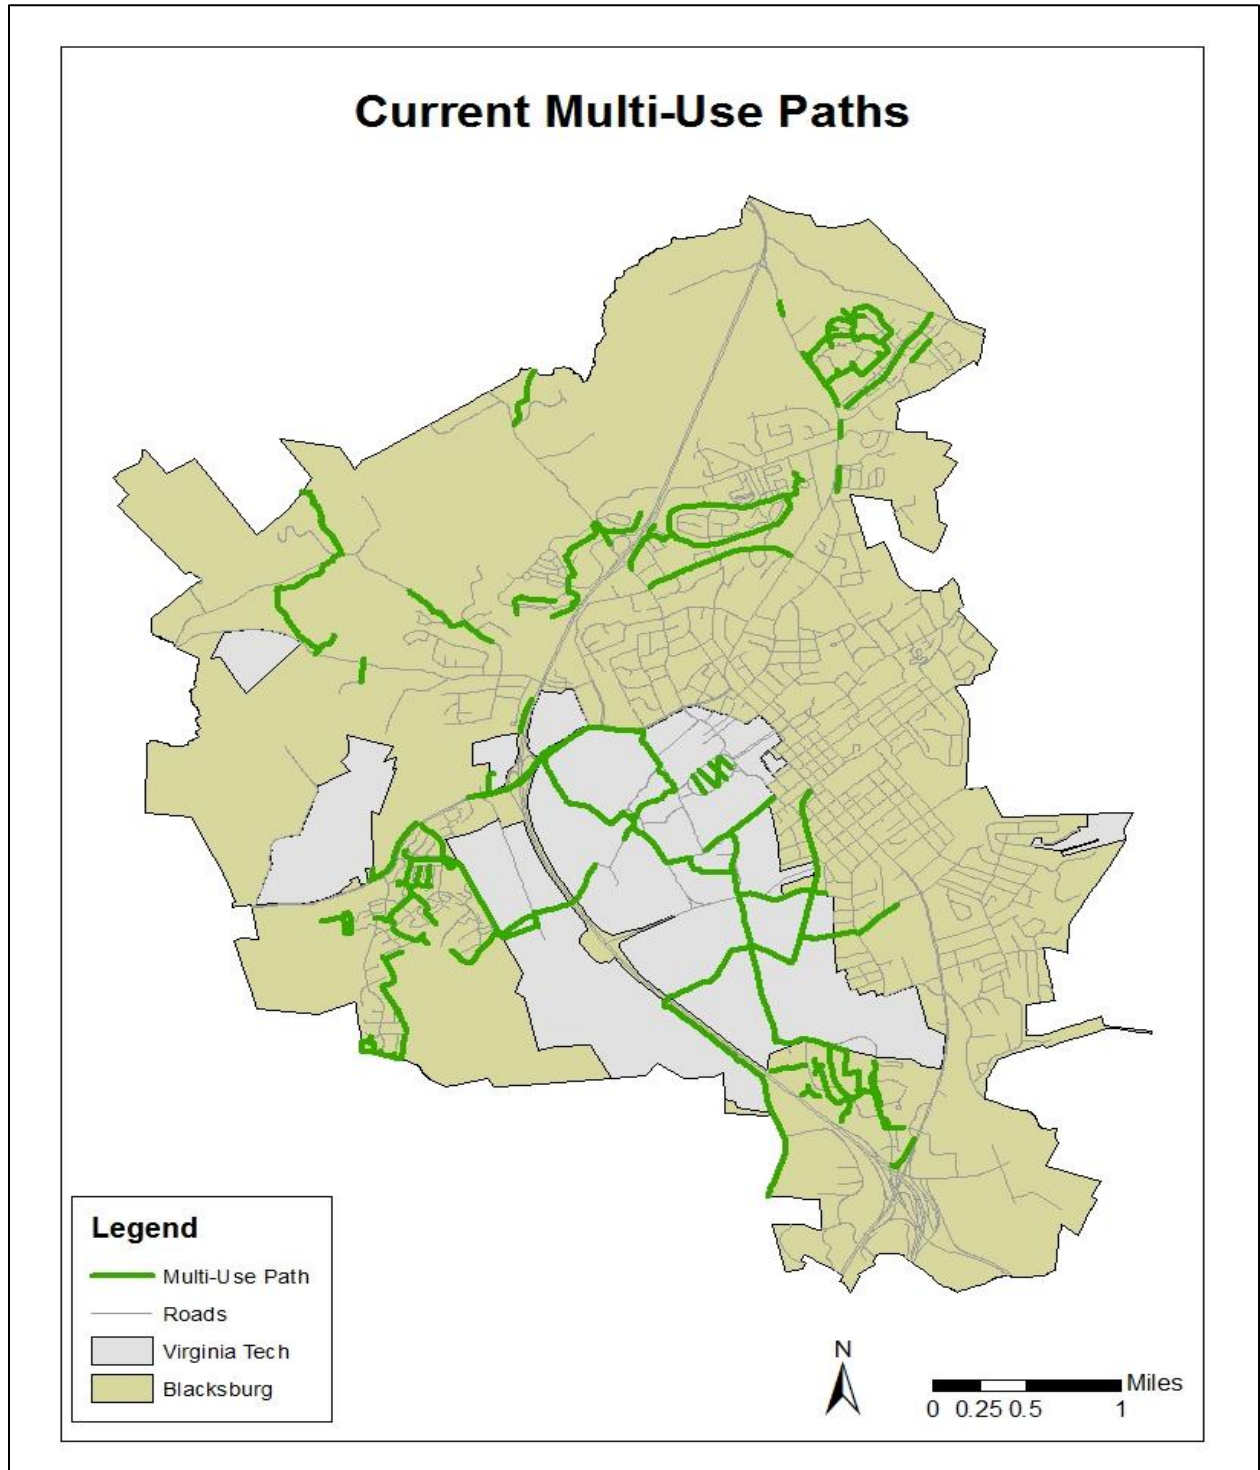 Current Multi-Use Paths
Legend
Multi-Use Path
Roads
Virginia Tech
Blacksburg
N
Miles
0 0.25 0.5 1